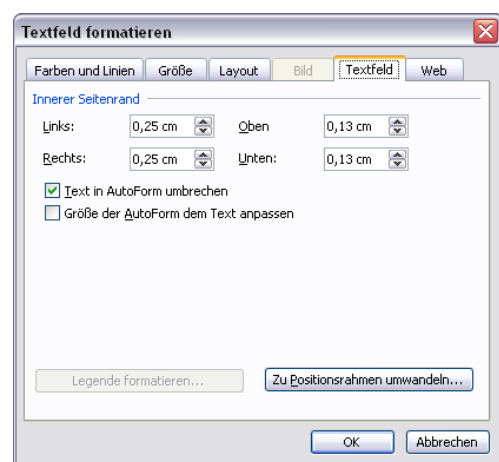 Textfeld formatieren
Farben und Linien Größe Layout Bild Textfeld Web
Innerer Seitenrand
Links: 0,25 cm Oben 0,13 cm
Rechts: 0,25 cm Unten: 0,13 cm
Text in AutoForm umbrechen
Größe der AutoForm dem Text anpassen
Legende formatieren... Zu Positionsrahmen umwandeln...
OK Abbrechen